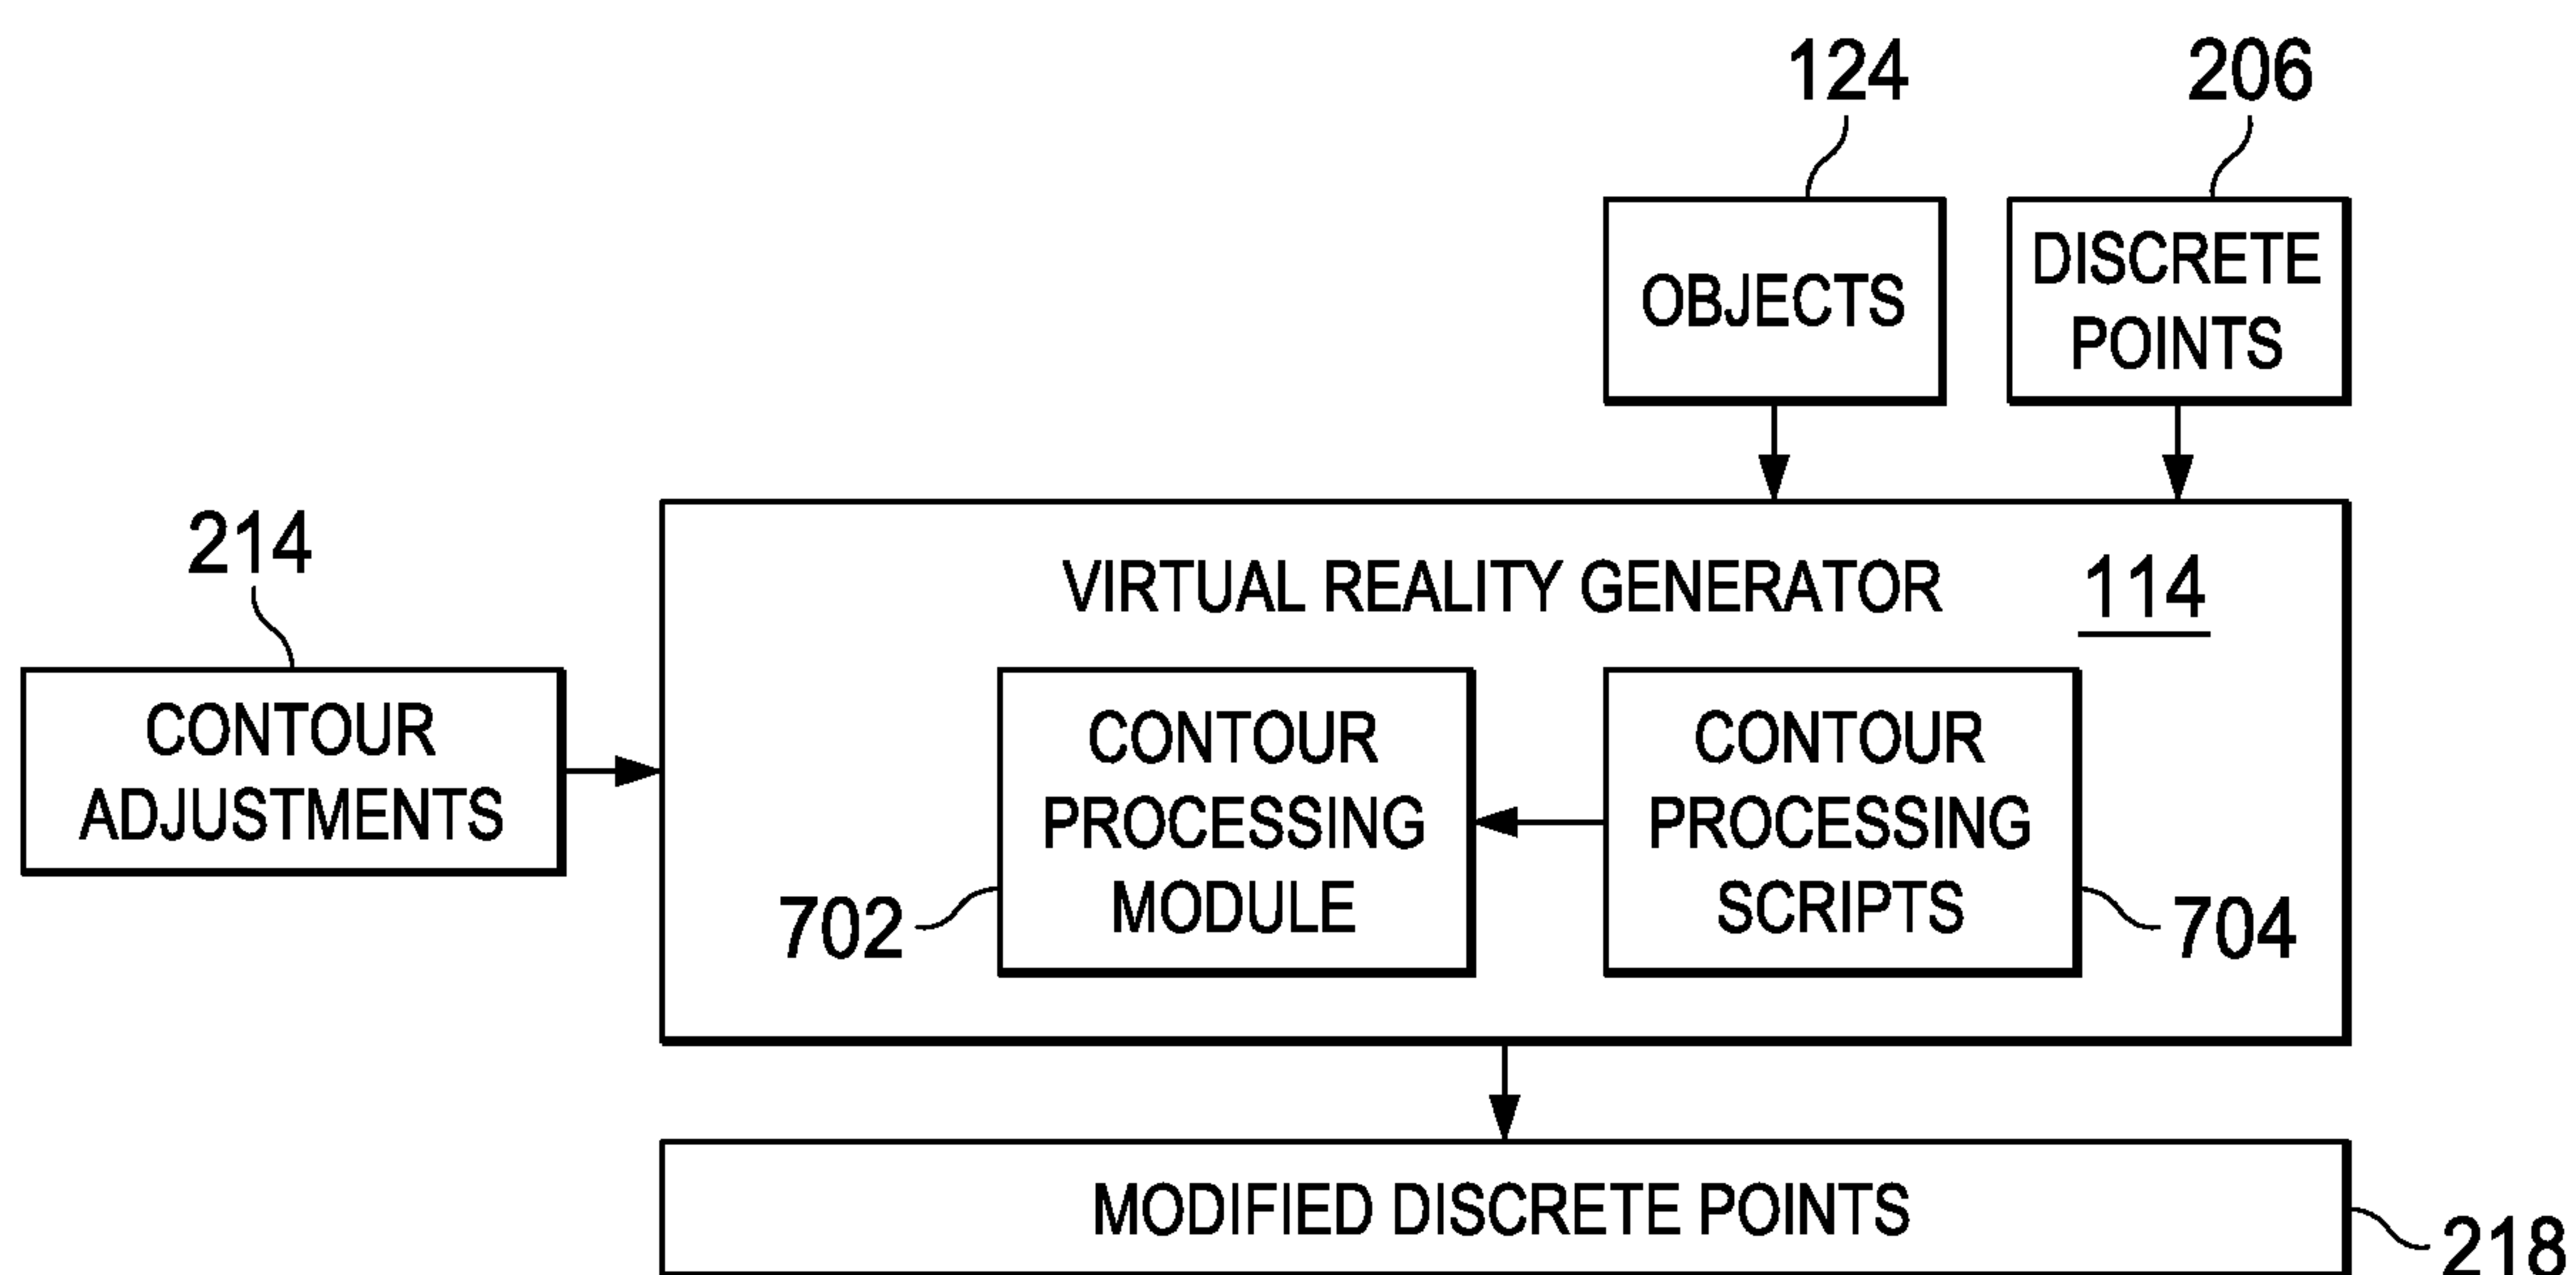 124
206
OBJECTS
DISCRETE
POINTS
214
VIRTUAL REALITY GENERATOR 114
CONTOUR
ADJUSTMENTS
CONTOUR
PROCESSING
MODULE
702
CONTOUR
PROCESSING
SCRIPTS
704
MODIFIED DISCRETE POINTS
218